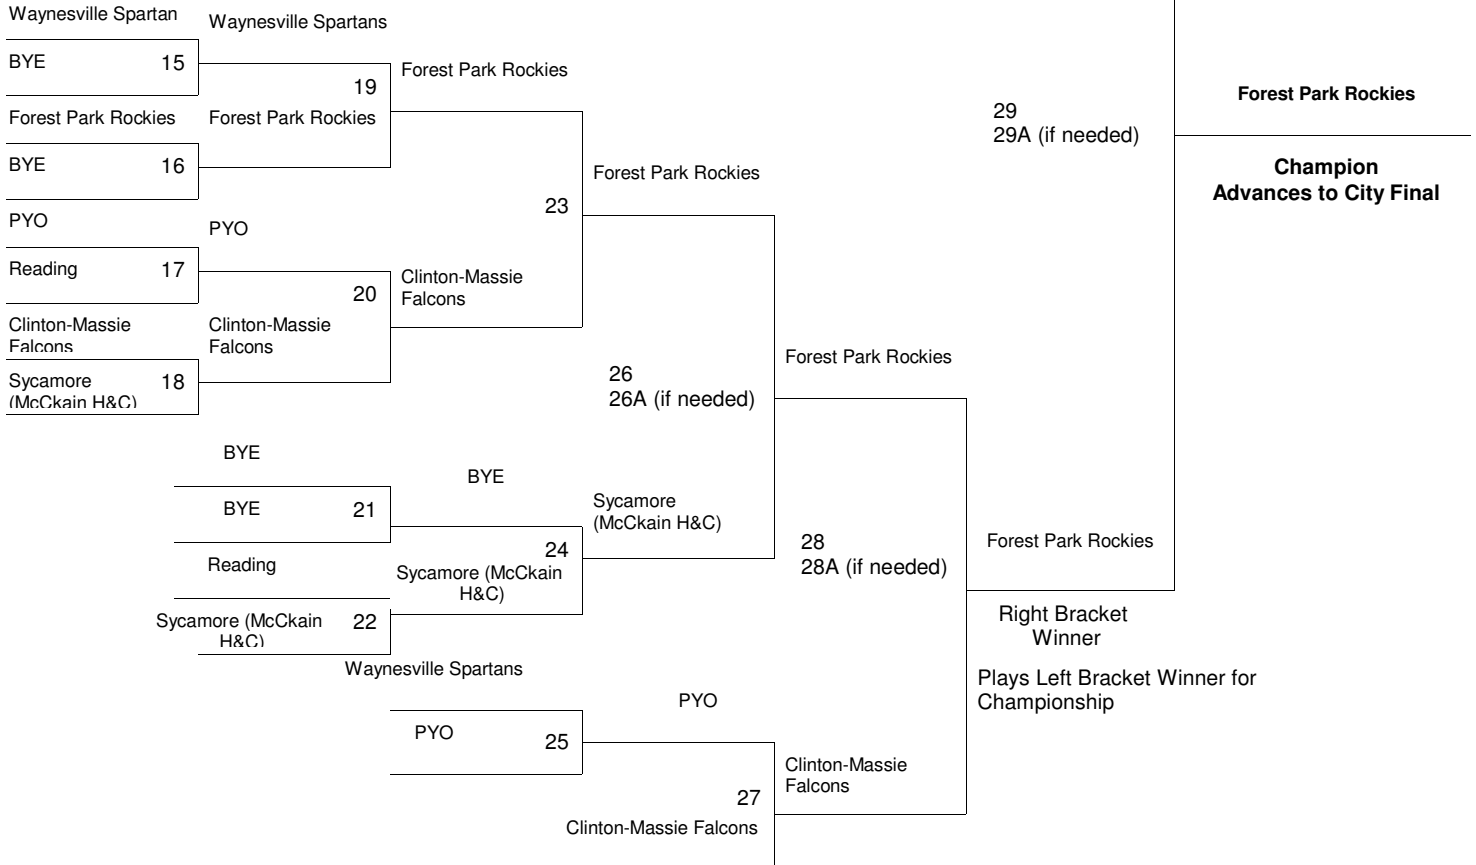 Waynesville Spartan
Waynesville Spartans
BYE 15
Forest Park Rockies
19
Forest Park Rockies
Forest Park Rockies
BYE 16
Forest Park Rockies
23
PYO
PYO
Reading 17
Clinton-Massie
Falcons
20
Clinton-Massie
Falcons
Clinton-Massie
Falcons
Sycamore 18
(McCkain H&C)
26
26A (if needed)
Forest Park Rockies
BYE
BYE
BYE 21
Sycamore
(McCkain H&C)
24
Reading
Sycamore (McCkain
H&C)
Sycamore (McCkain 22
H&C)
28
28A (if needed)
Forest Park Rockies
Right Bracket
Winner
Plays Left Bracket Winner for
Championship
Waynesville Spartans
PYO
PYO 25
Clinton-Massie
Falcons
27
Clinton-Massie Falcons
29
29A (if needed)
Forest Park Rockies
Champion
Advances to City Final